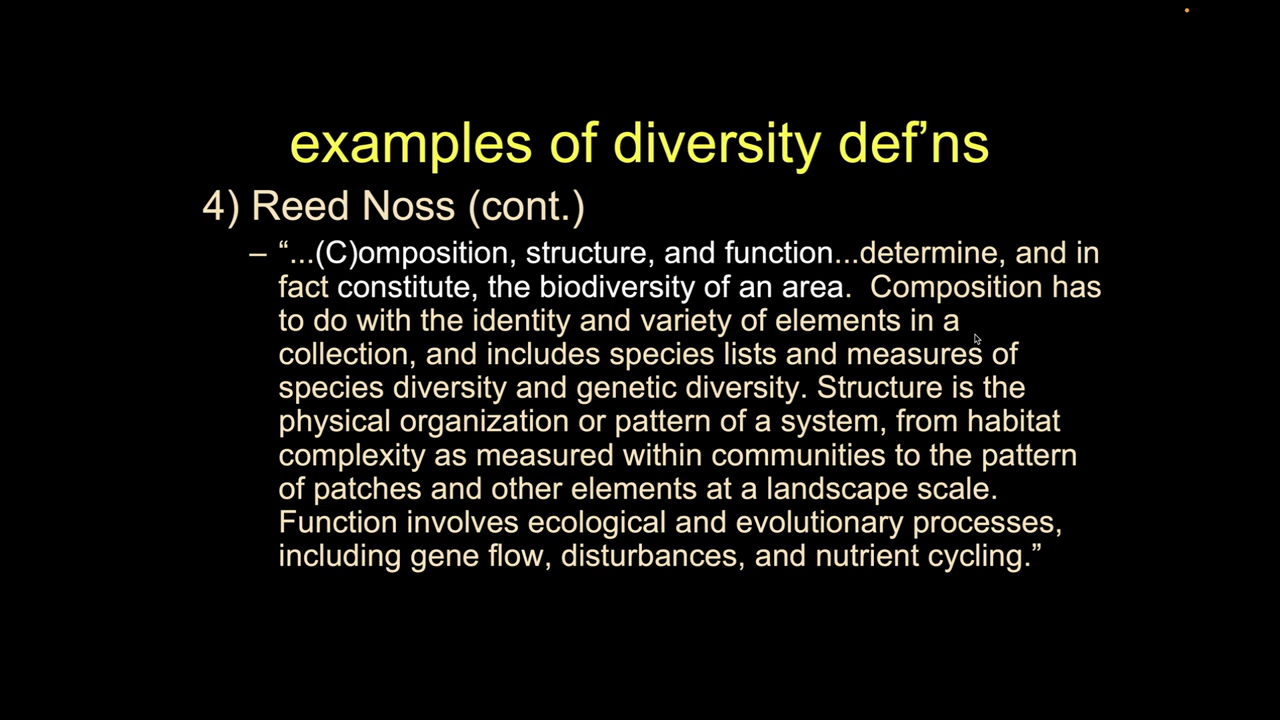 examples of diversity def’ns
4) Reed Noss (cont.)
– “...(C)omposition, structure, and function...determine, and in
fact constitute, the biodiversity of an area.  Composition has
to do with the identity and variety of elements in a
collection, and includes species lists and measures of
species diversity and genetic diversity. Structure is the
physical organization or pattern of a system, from habitat
complexity as measured within communities to the pattern
of patches and other elements at a landscape scale.
Function involves ecological and evolutionary processes,
including gene flow, disturbances, and nutrient cycling.”